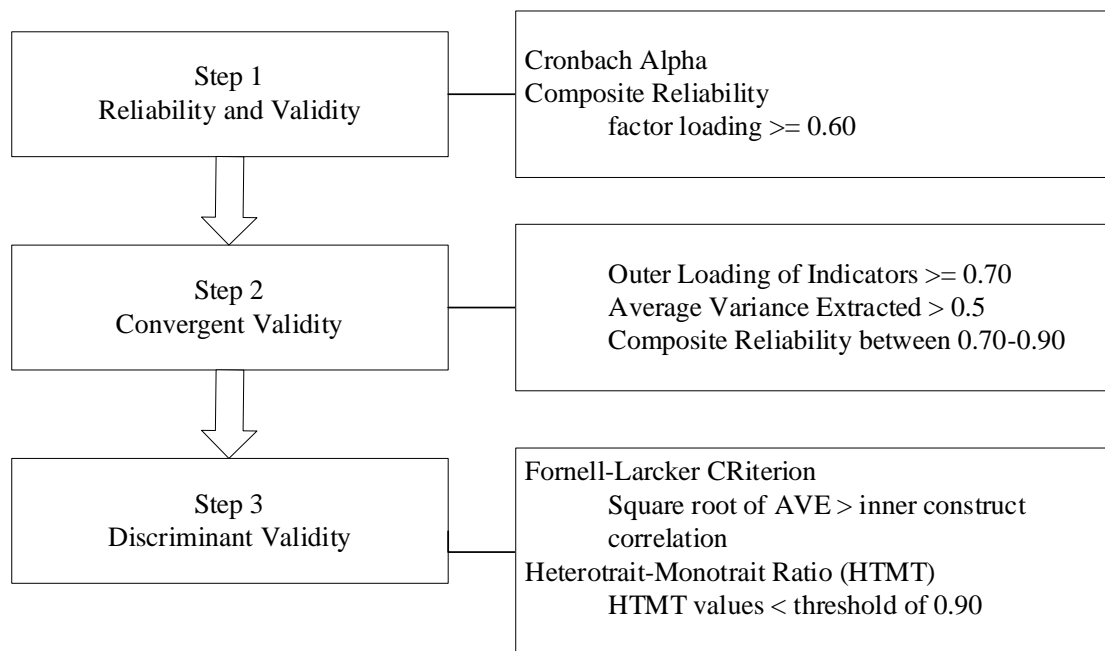 Step 1
Reliability and Validity
Cronbach Alpha
Composite Reliability
factor loading >= 0.60
Step 2
Convergent Validity
Outer Loading of Indicators >= 0.70
Average Variance Extracted > 0.5
Composite Reliability between 0.70-0.90
Step 3
Discriminant Validity
Fornell-Larcker CRiterion
Square root of AVE > inner construct
correlation
Heterotrait-Monotrait Ratio (HTMT)
HTMT values < threshold of 0.90